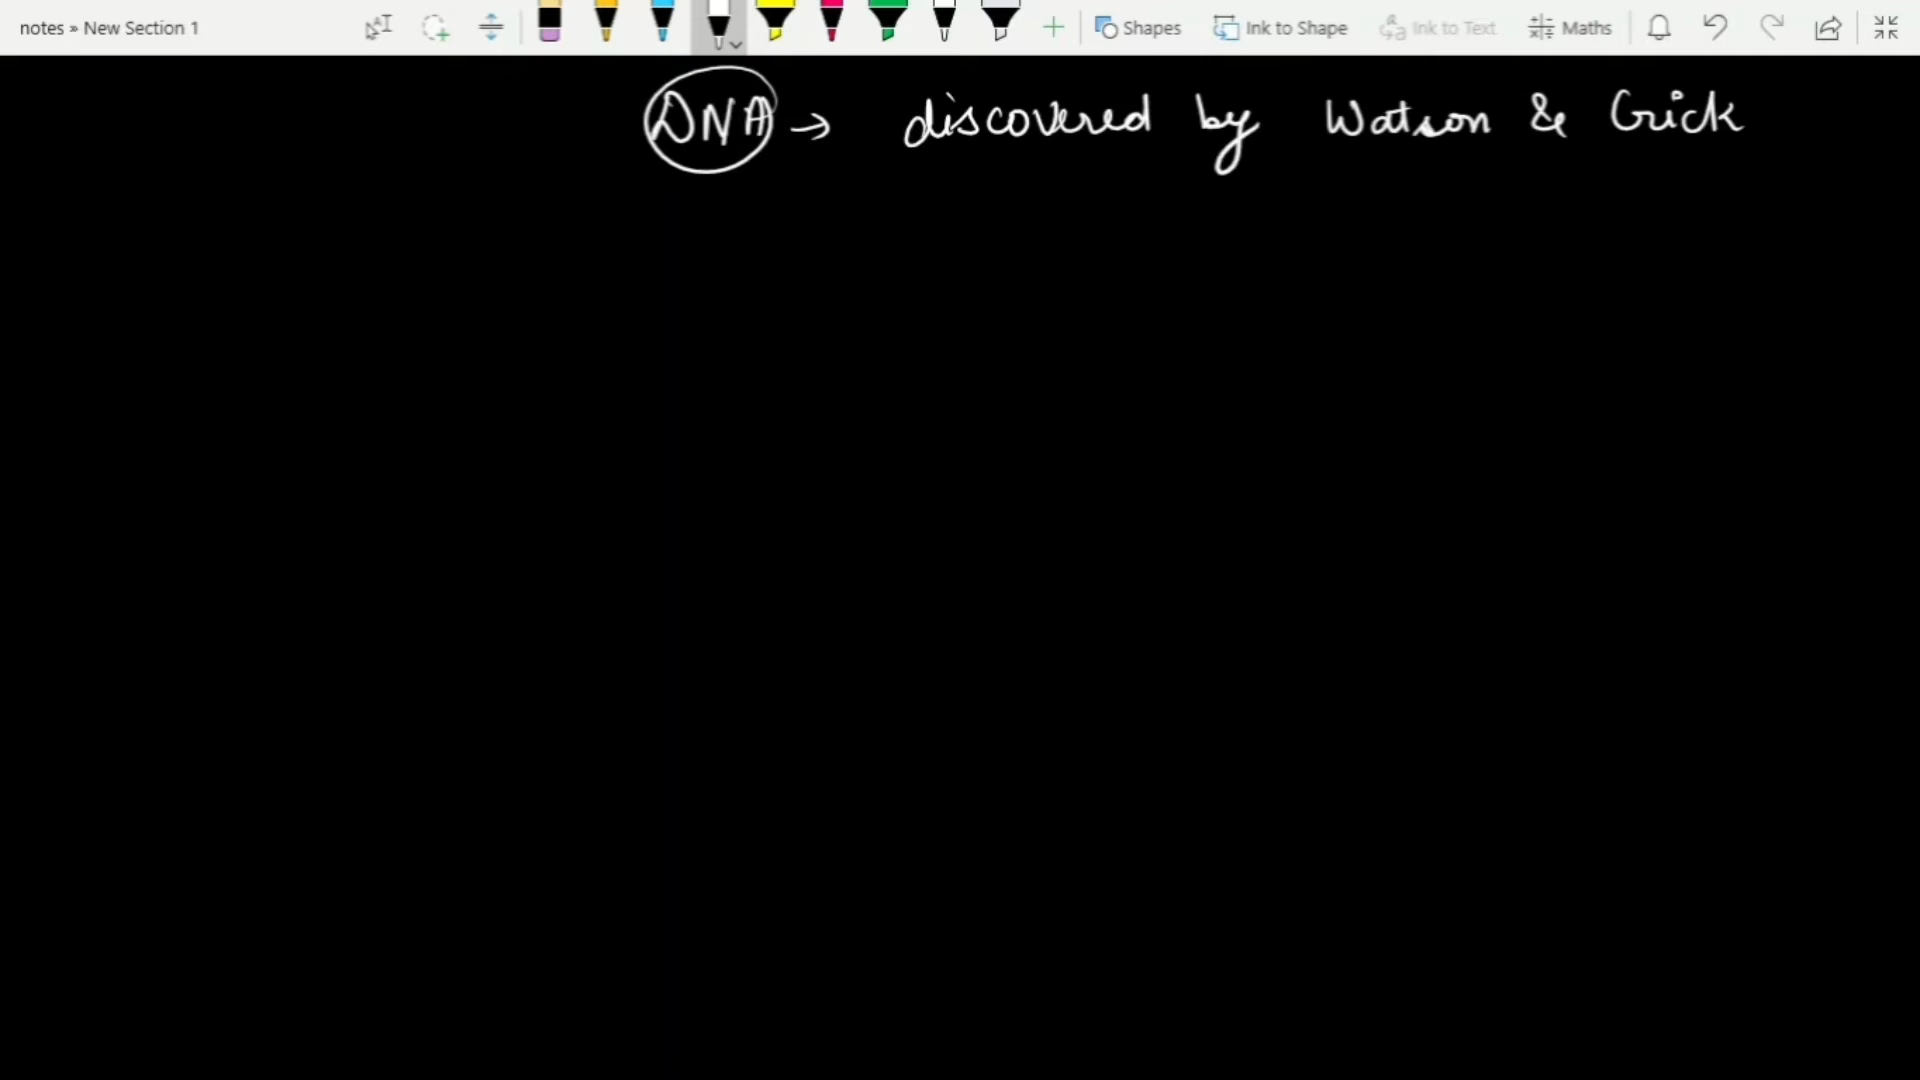 notes » New Section 1 Shapes Ink to Shape Ink to Text Maths
DNA → discovered by Watson & Crick